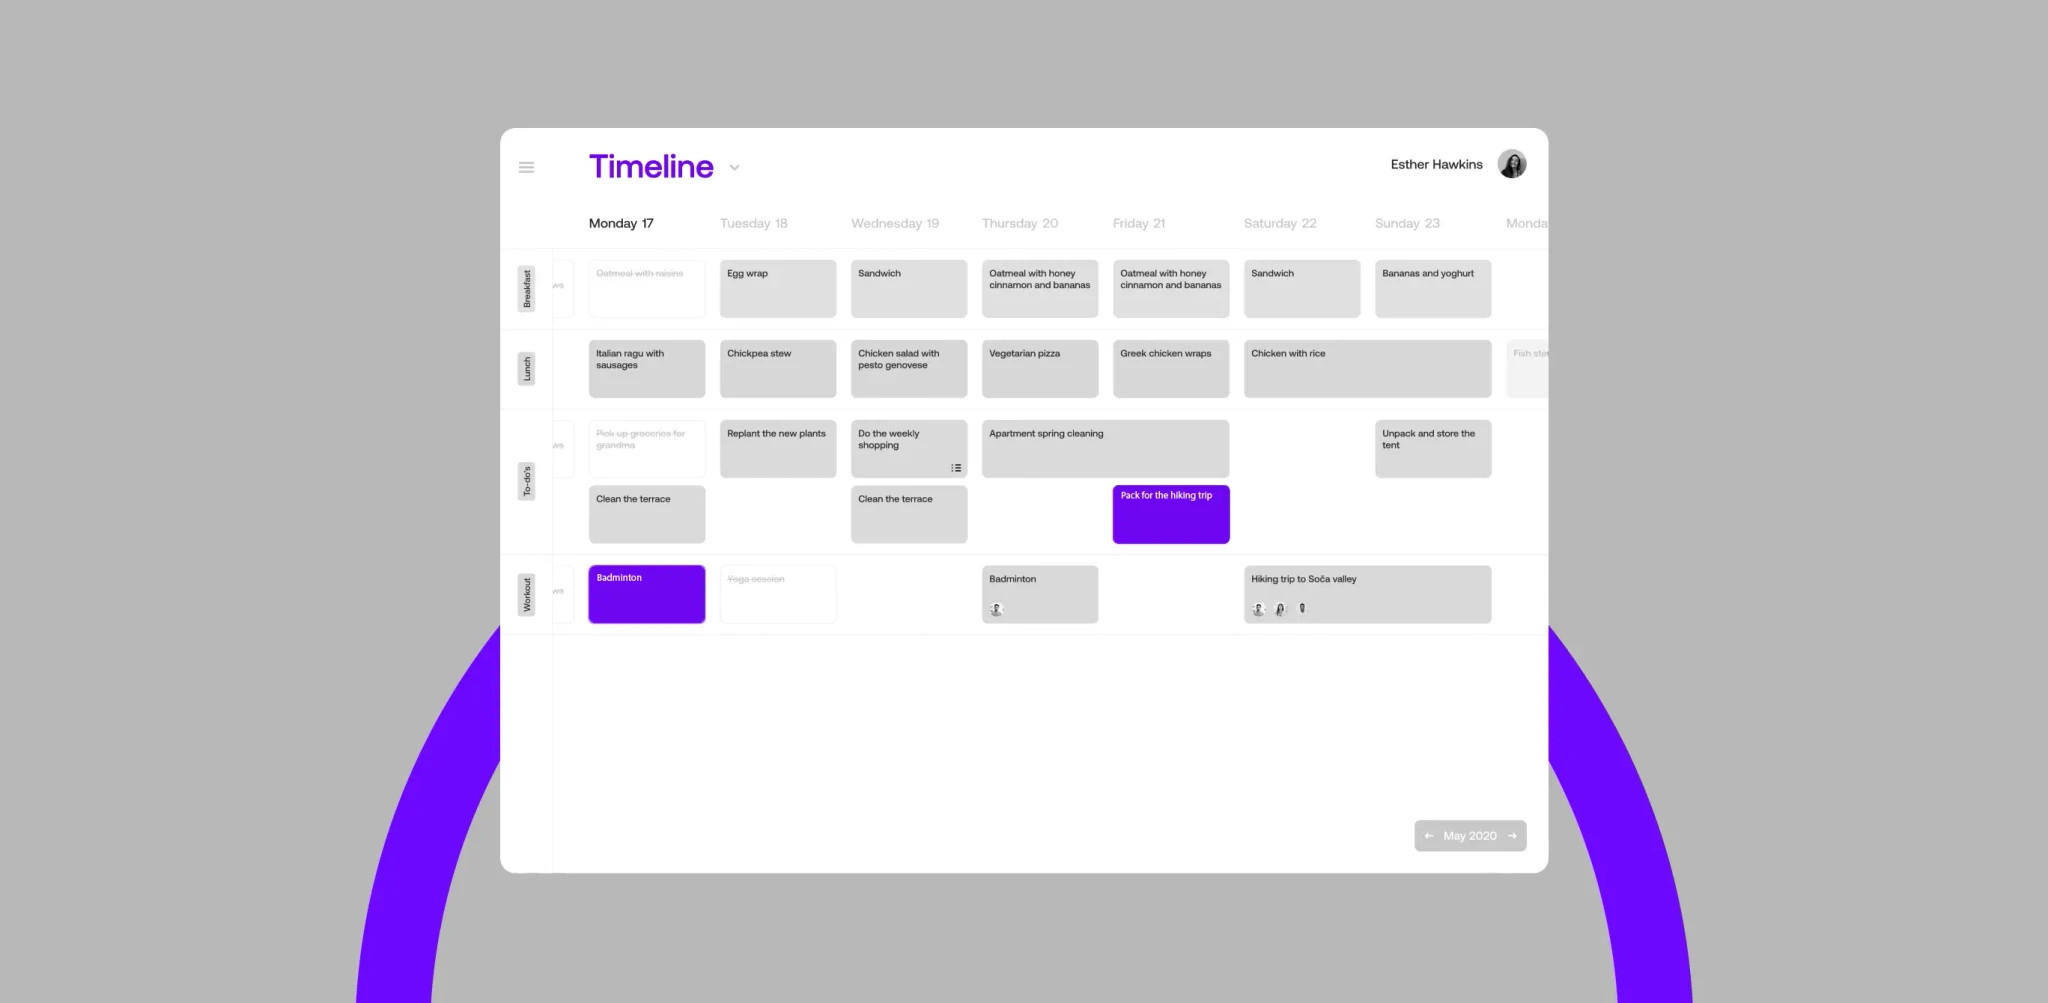 Timeline
Esther Hawkins
Monday 17
Tuesday 18
Wednesday 19
Thursday 20
Friday 21
Saturday 22
Sunday 23
Monda
Breakfast
ws
Oatmeal with raisins
Egg wrap
Sandwich
Oatmeal with honey
cinnamon and bananas
Oatmeal with honey
cinnamon and bananas
Sandwich
Bananas and yoghurt
Lunch
Italian ragu with
sausages
Chickpea stew
Chicken salad with
pesto genovese
Vegetarian pizza
Greek chicken wraps
Chicken with rice
Fish ste
To-do's
ws
Pick up groceries for
grandma
Replant the new plants
Do the weekly
shopping
Apartment spring cleaning
Unpack and store the
tent
Clean the terrace
Clean the terrace
Pack for the hiking trip
Workout
ws
Badminton
Yoga session
Badminton
Hiking trip to Soča valley
← May 2020 →